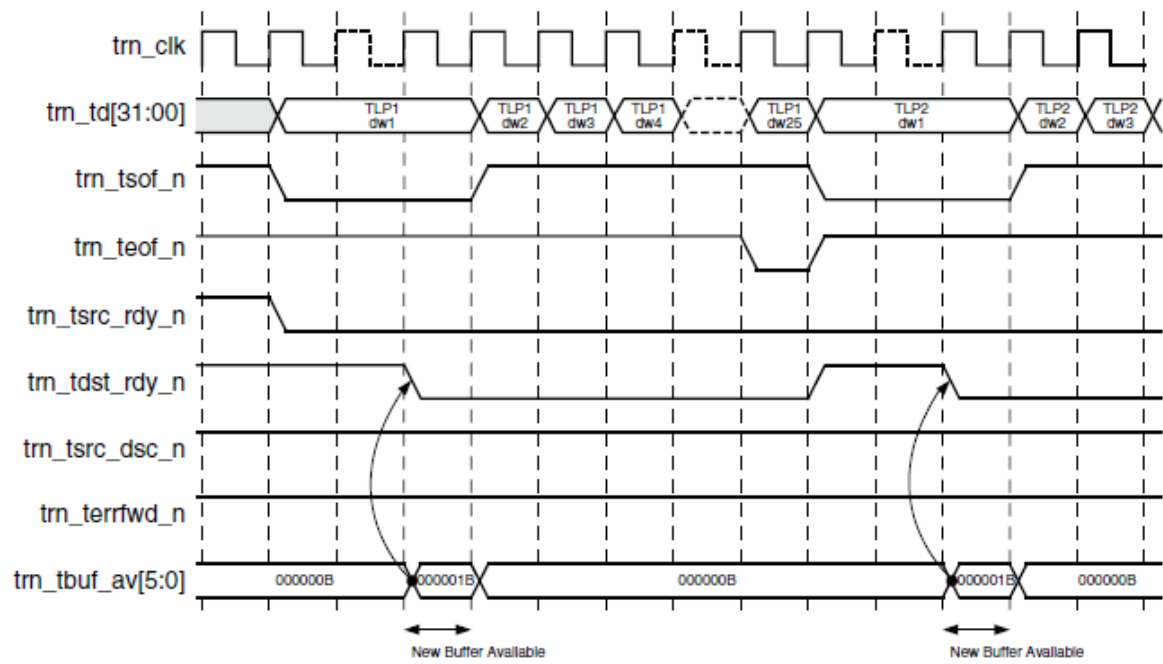 trn_clk
trn_td[31:00]
TLP1
dw1
TLP1
dw2
TLP1
dw3
TLP1
dw4
TLP1
dw25
TLP2
dw1
TLP2
dw2
TLP2
dw3
trn_tsof_n
trn_teof_n
trn_tsrc_rdy_n
trn_tdst_rdy_n
trn_tsrc_dsc_n
trn_terrfwd_n
trn_tbuf_av[5:0]
000000B
000001B
000000B
000001B
000000B
New Buffer Available
New Buffer Available